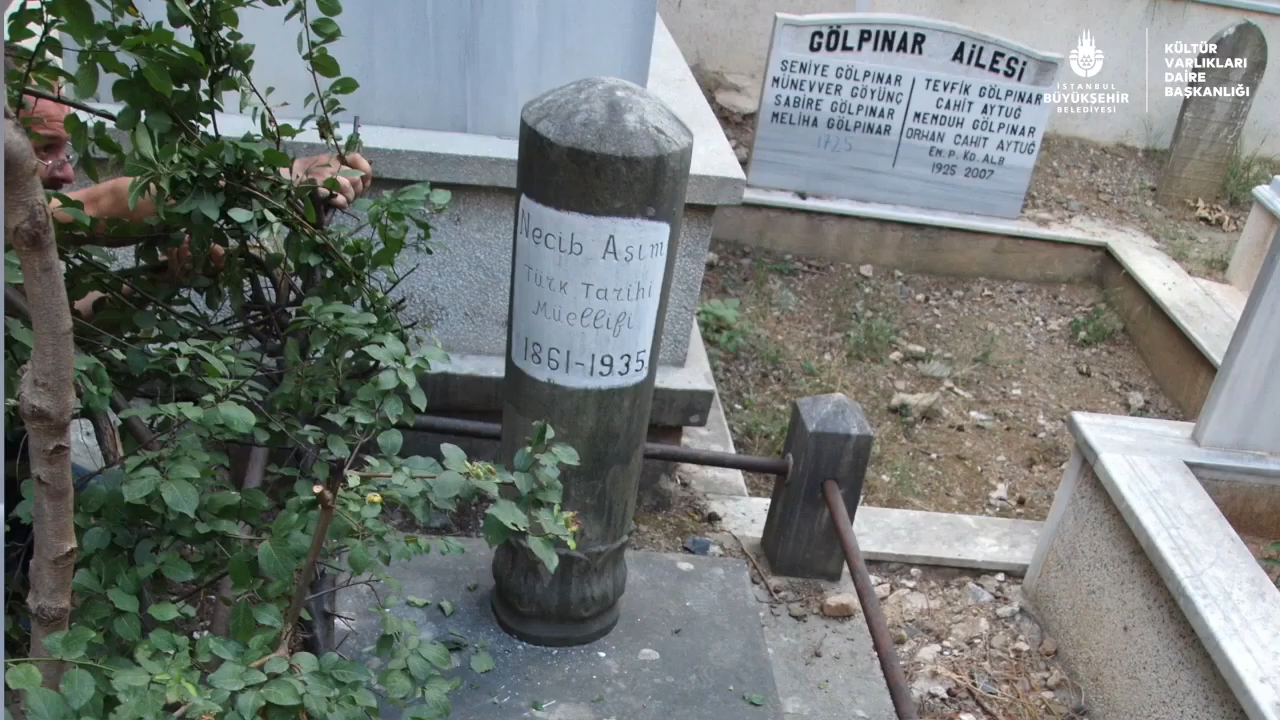 Necib Asım
Türk Tarihi
Müellifi
1861-1935.
GÖLPINAR AİLESİ
SENİYE GÖLPINAR
MÜNEVVER GÖYÜNÇ
SABİRE GÖLPINAR
MELİHA GÖLPINAR
1725
TEVFİK GÖLPINAR
CAHİT AYTUĞ
MEMDUH GÖLPINAR
ORHAN CAHİT AYTUĞ
Em. P. KD. ALB
1925 2007
İSTANBUL
BÜYÜKŞEHİR
BELEDİYESİ
KÜLTÜR
VARLIKLARI
DAİRE
BAŞKANLIĞI